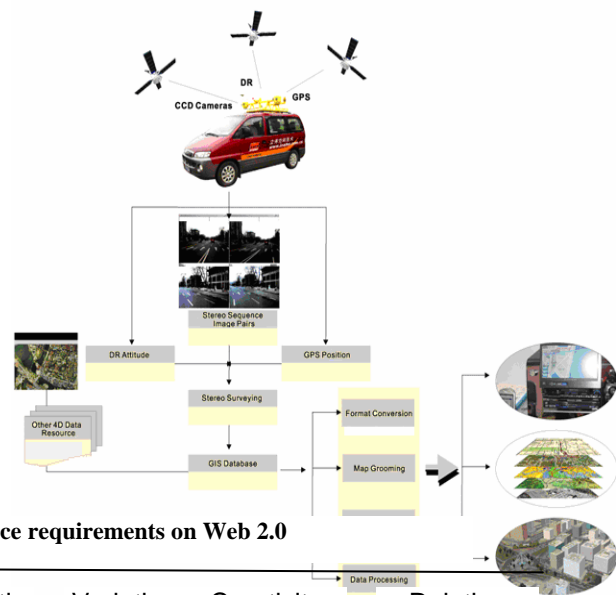 DR
GPS
CCD Cameras
Stereo Sequence
Image Pairs
DR Attitude
GPS Position
Stereo Surveying
Format Conversion
Other 4D Data
Resource
GIS Database
Map Grooming
ce requirements on Web 2.0
Data Processing